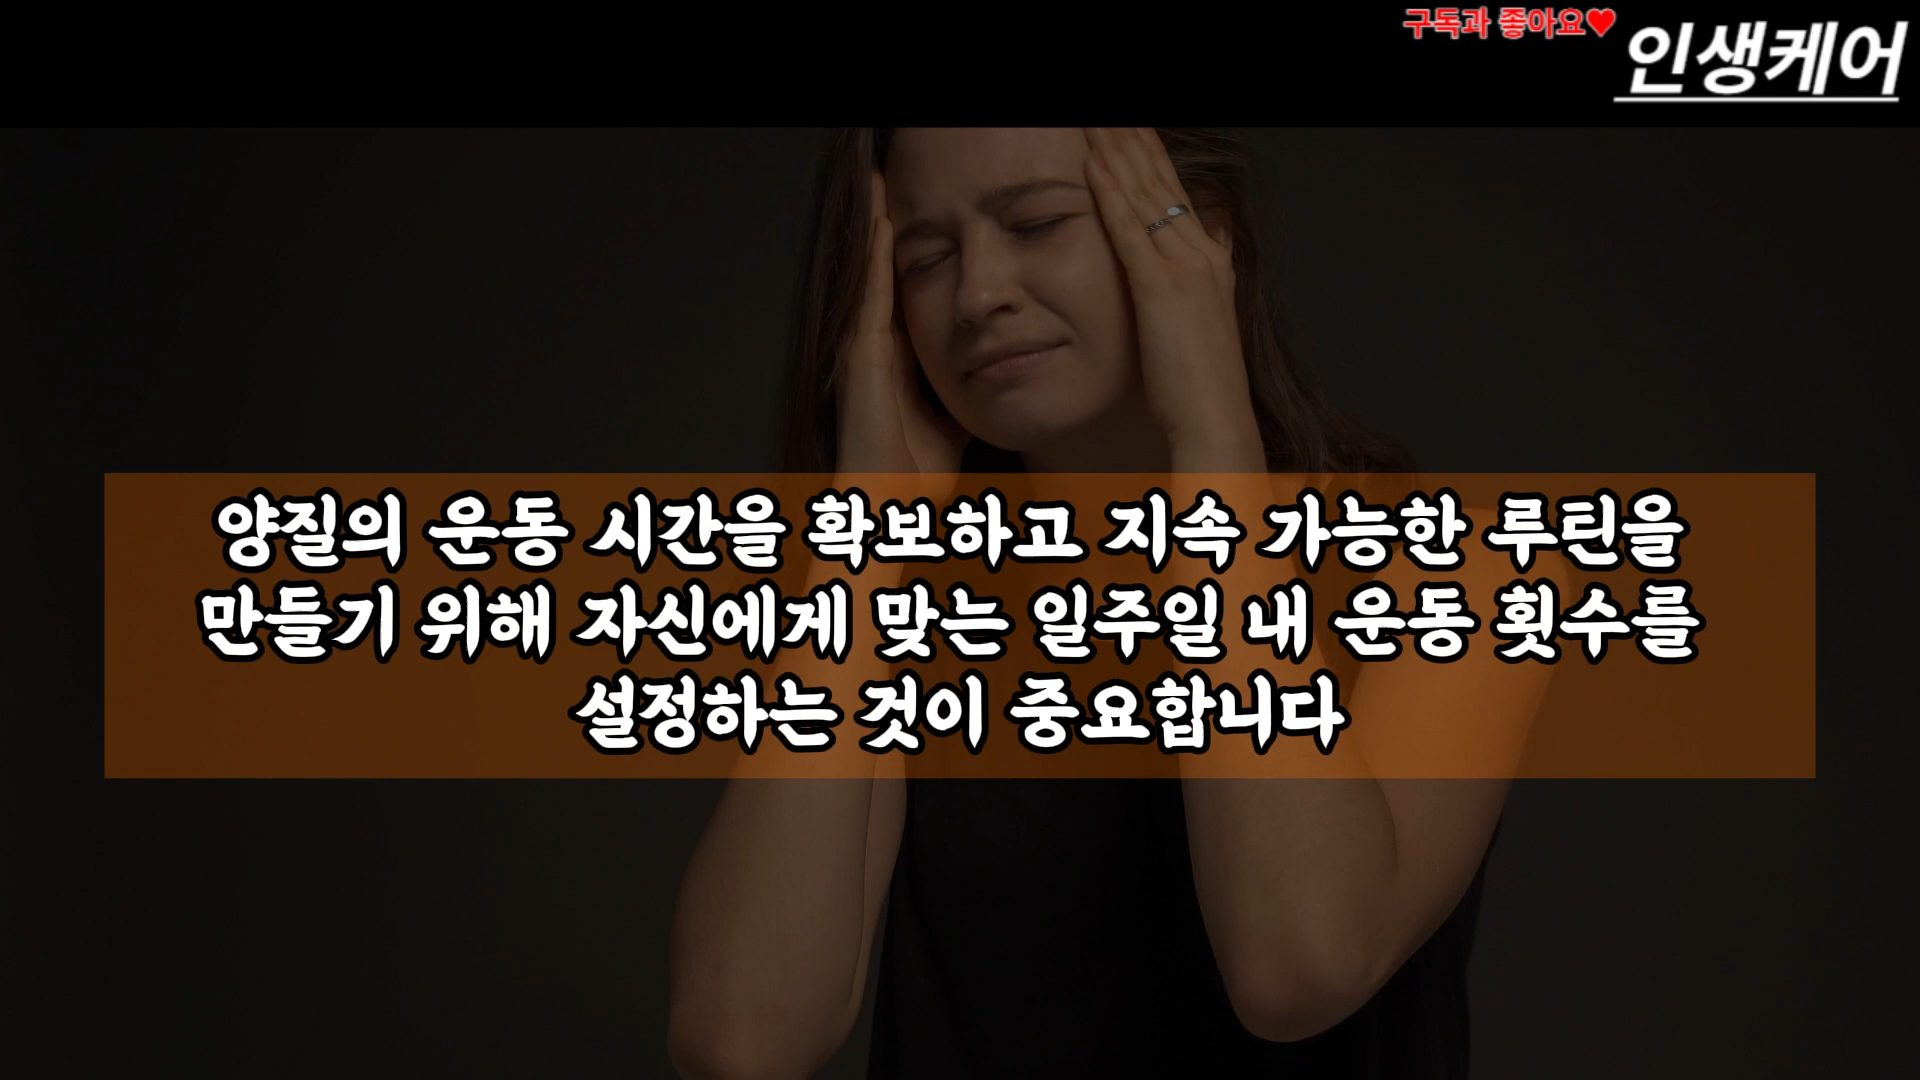 구독과 좋아요♥
인생케어
양질의 운동 시간을 확보하고 지속 가능한 루틴을
만들기 위해 자신에게 맞는 일주일 내 운동 횟수를
설정하는 것이 중요합니다